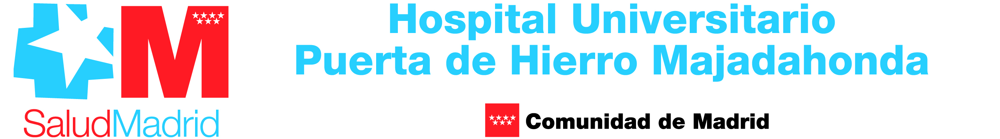 M
SaludMadrid
Hospital Universitario
Puerta de Hierro Majadahonda
Comunidad de Madrid